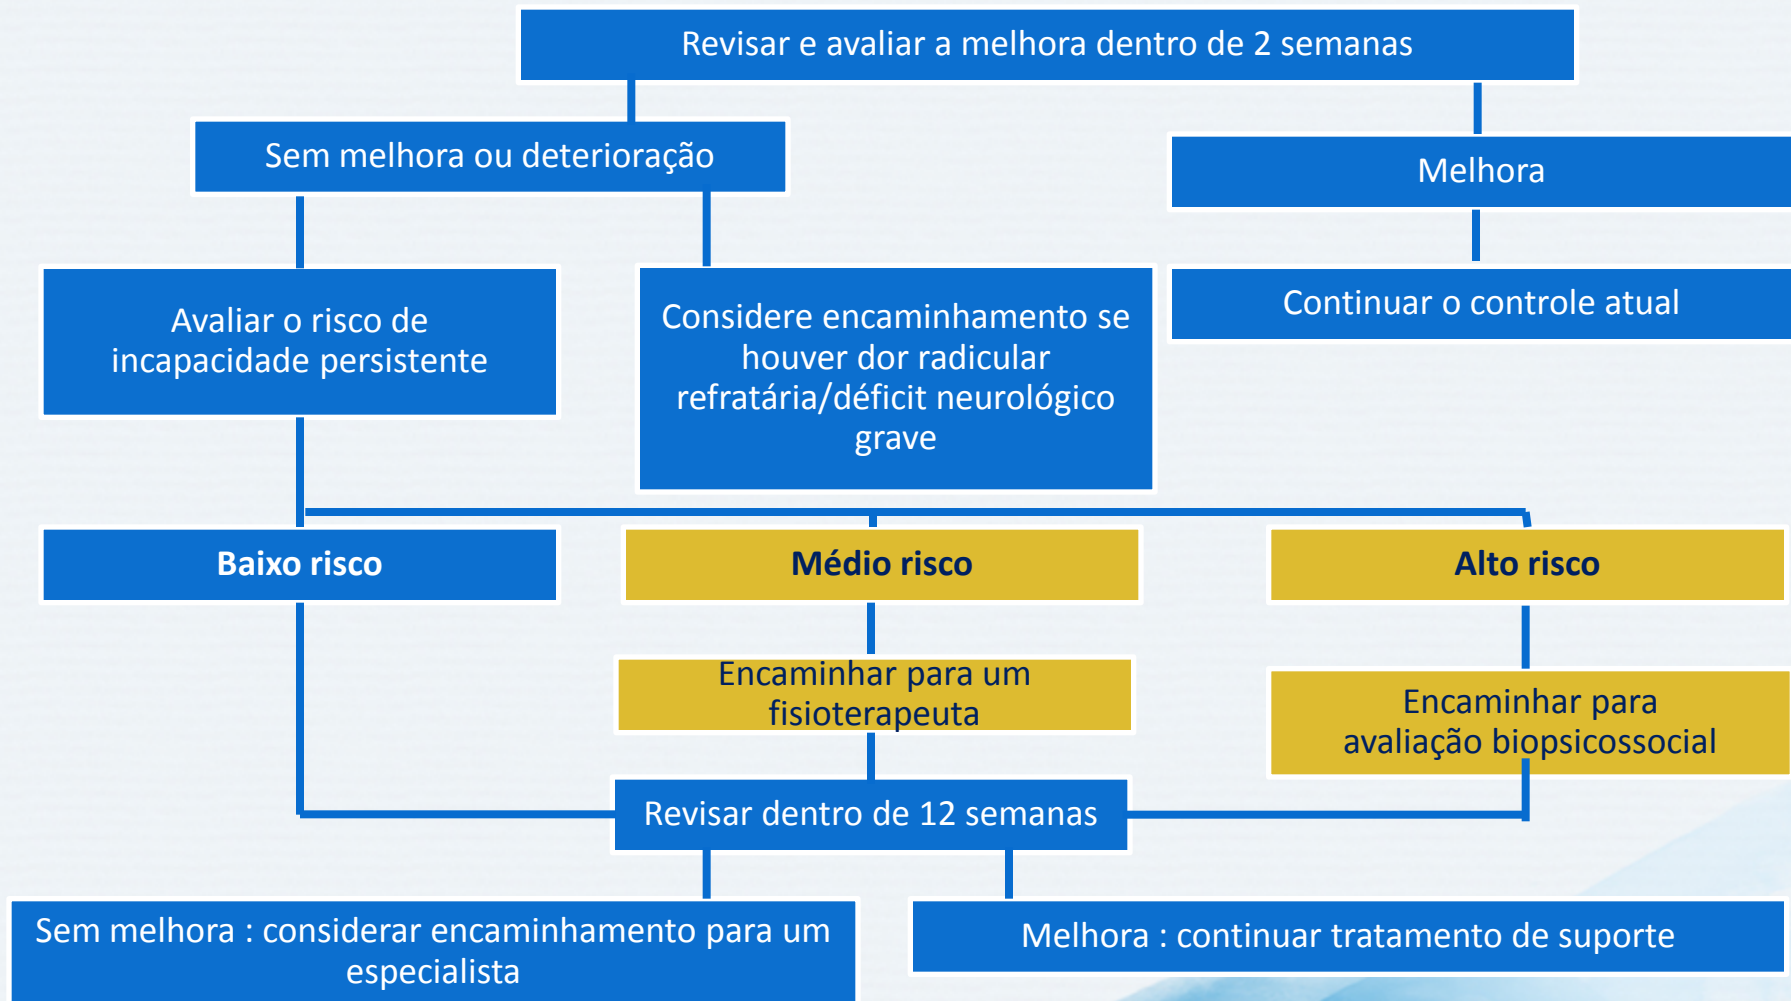 Revisar e avaliar a melhora dentro de 2 semanas
Sem melhora ou deterioração
Melhora
Avaliar o risco de
incapacidade persistente
Considere encaminhamento se
houver dor radicular
refratária/déficit neurológico
grave
Continuar o controle atual
Baixo risco
Médio risco
Alto risco
Encaminhar para um
fisioterapeuta
Encaminhar para
avaliação biopsicossocial
Revisar dentro de 12 semanas
Sem melhora : considerar encaminhamento para um
especialista
Melhora : continuar tratamento de suporte